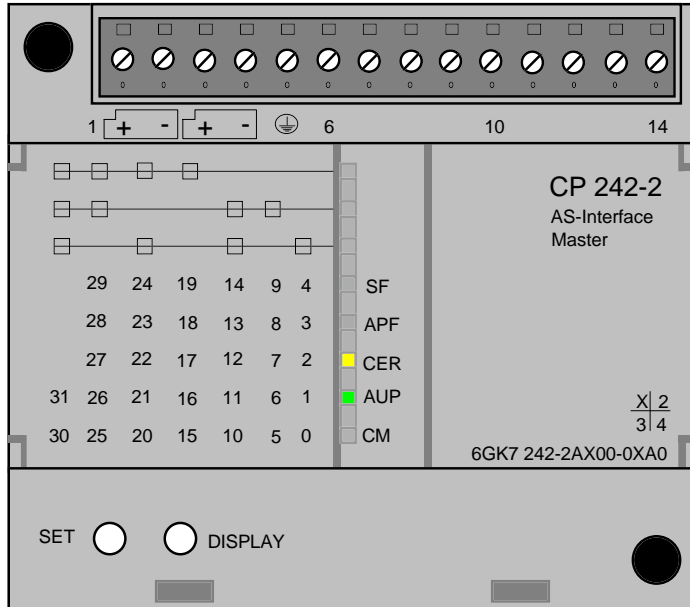 1 + - + - 6 10 14
CP 242-2
AS-Interface
Master
29 24 19 14 9 4 SF
28 23 18 13 8 3 APF
27 22 17 12 7 2 CER
31 26 21 16 11 6 1 AUP
30 25 20 15 10 5 0 CM
X 2
3 4
6GK7 242-2AX00-0XA0
SET DISPLAY